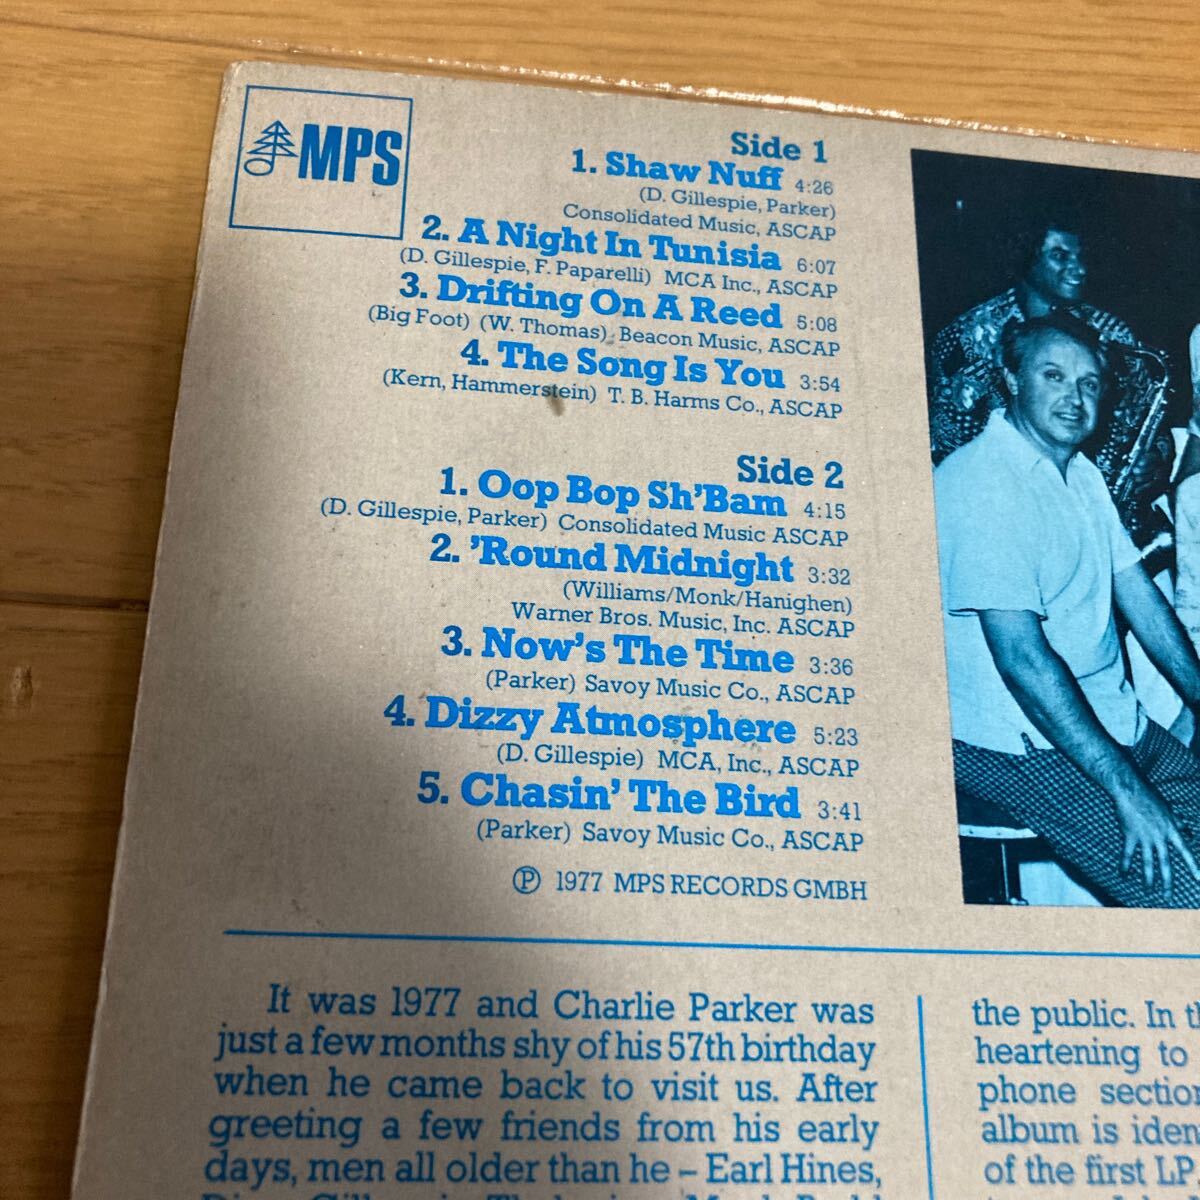 MPS
Side 1
1. Shaw Nuff 4:26
(D. Gillespie, Parker)
Consolidated Music, ASCAP
2. A Night In Tunisia 6:07
(D. Gillespie, F. Paparelli) MCA Inc., ASCAP
3. Drifting On A Reed 5:08
(Big Foot) (W. Thomas) Beacon Music, ASCAP
4. The Song Is You 3:54
(Kern, Hammerstein) T. B. Harms Co., ASCAP
Side 2
1. Oop Bop Sh'Bam 4:15
(D. Gillespie, Parker) Consolidated Music ASCAP
2. 'Round Midnight 3:32
(Williams/Monk/Hanighen)
Warner Bros. Music, Inc. ASCAP
3. Now's The Time 3:36
(Parker) Savoy Music Co., ASCAP
4. Dizzy Atmosphere 5:23
(D. Gillespie) MCA, Inc., ASCAP
5. Chasin' The Bird 3:41
(Parker) Savoy Music Co., ASCAP
℗ 1977 MPS RECORDS GMBH
It was 1977 and Charlie Parker was
just a few months shy of his 57th birthday
when he came back to visit us. After
greeting a few friends from his early
days, men all older than he – Earl Hines,
the public. In
heartening to
phone section
album is
of the first LP